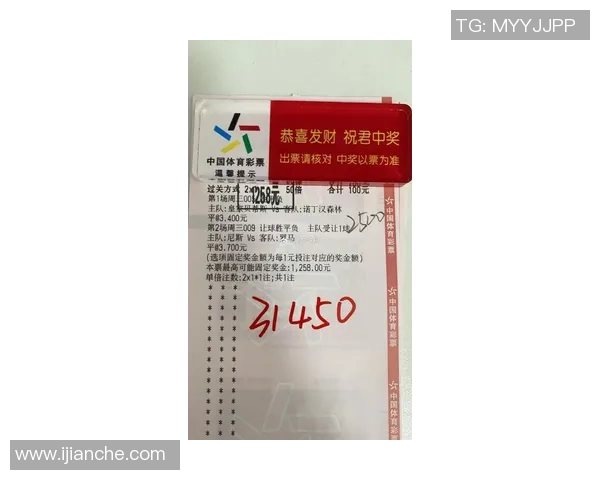 TG: MYYJJPP
恭喜发财 祝君中奖
中国体育彩票
出票请核对 中奖以票为准
温馨提示
过关方式 2x
1258元
50倍
合计 100元
第1场周三00
主队:皇家贝蒂斯 Vs 客队:诺丁汉森林
平@3.400元
2500
第2场周三009 让球胜平负 主队受让1球
主队:尼斯 Vs 客队:罗马
平@3.700元
(选项固定奖金额为每1元投注对应的奖金额)
本票最高可能固定奖金:1,258.00元
单倍注数:2x1*1注;共1注
31450
中国体育彩票
中国体育彩票
中国体育彩票
www.ijianche.com